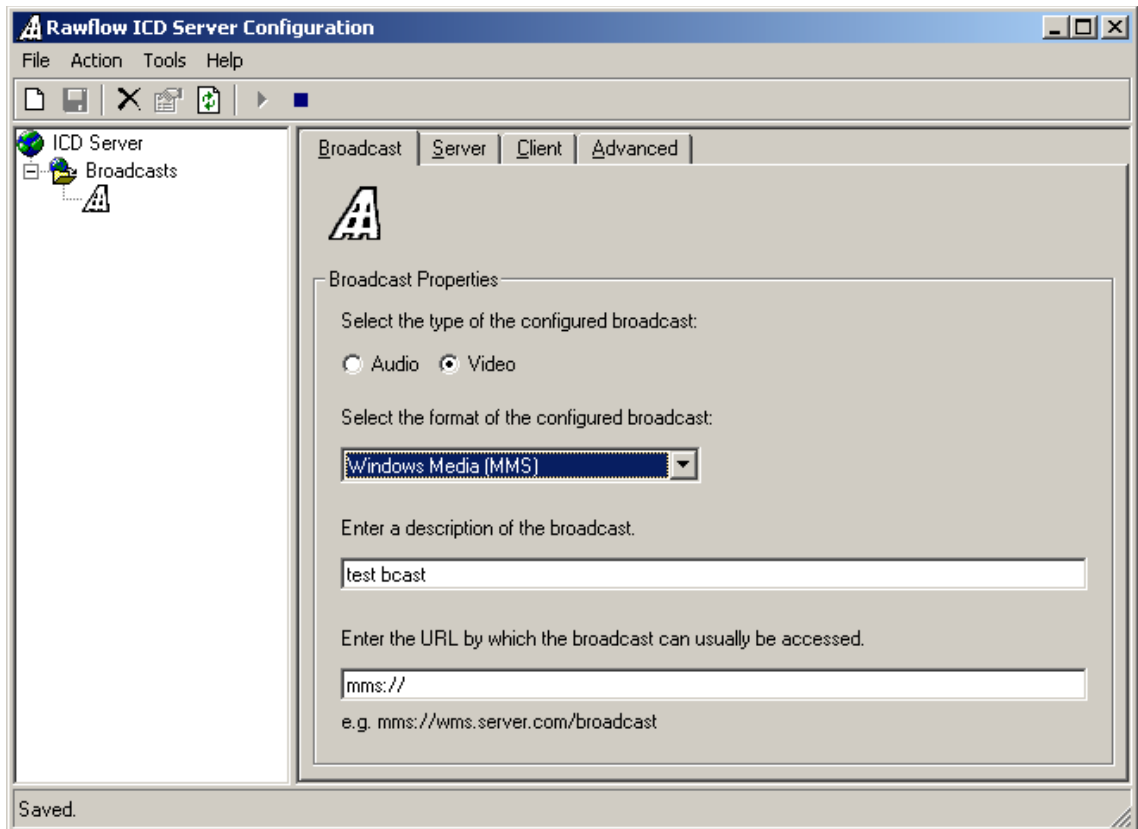 Rawflow ICD Server Configuration
File Action Tools Help
ICD Server
Broadcasts
Broadcast Server Client Advanced
Broadcast Properties
Select the type of the configured broadcast:
Audio Video
Select the format of the configured broadcast:
Windows Media (MMS)
Enter a description of the broadcast.
test bcast
Enter the URL by which the broadcast can usually be accessed.
mms://
e.g. mms://wms.server.com/broadcast
Saved.